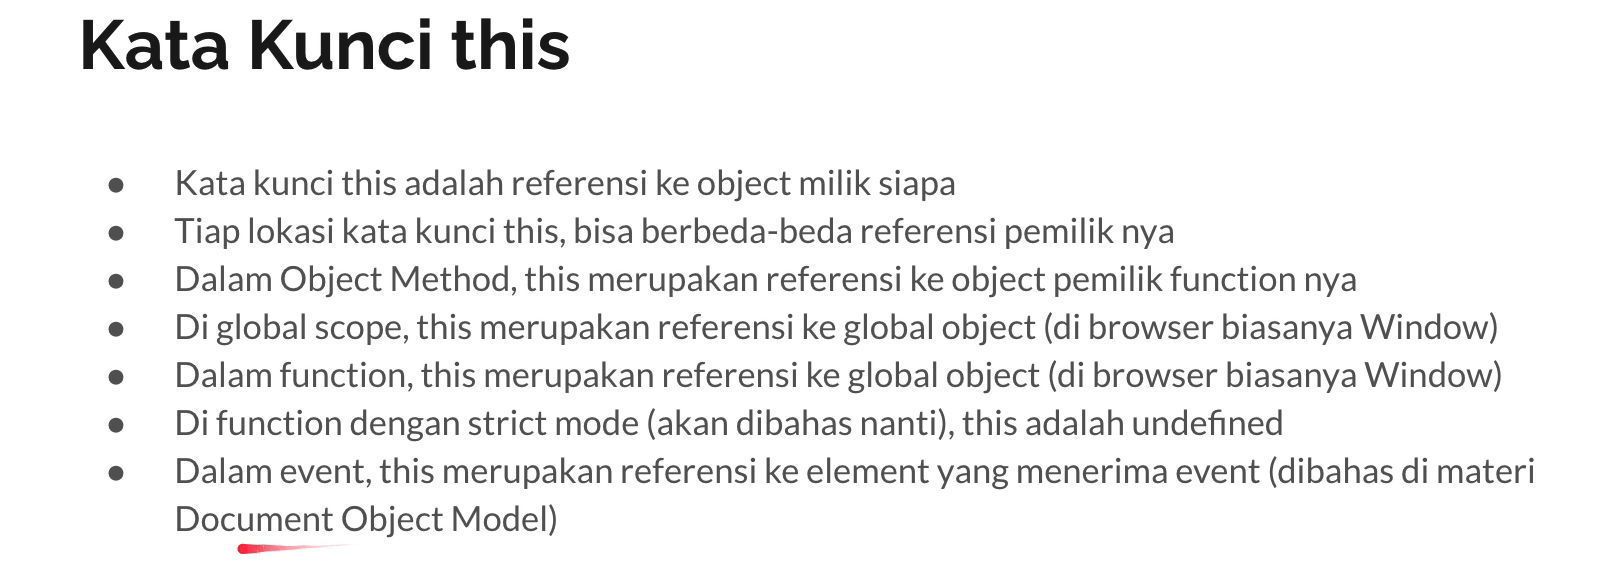 Kata Kunci this
● Kata kunci this adalah referensi ke object milik siapa
● Tiap lokasi kata kunci this, bisa berbeda-beda referensi pemilik nya
● Dalam Object Method, this merupakan referensi ke object pemilik function nya
● Di global scope, this merupakan referensi ke global object (di browser biasanya Window)
● Dalam function, this merupakan referensi ke global object (di browser biasanya Window)
● Di function dengan strict mode (akan dibahas nanti), this adalah undefined
● Dalam event, this merupakan referensi ke element yang menerima event (dibahas di materi
Document Object Model)